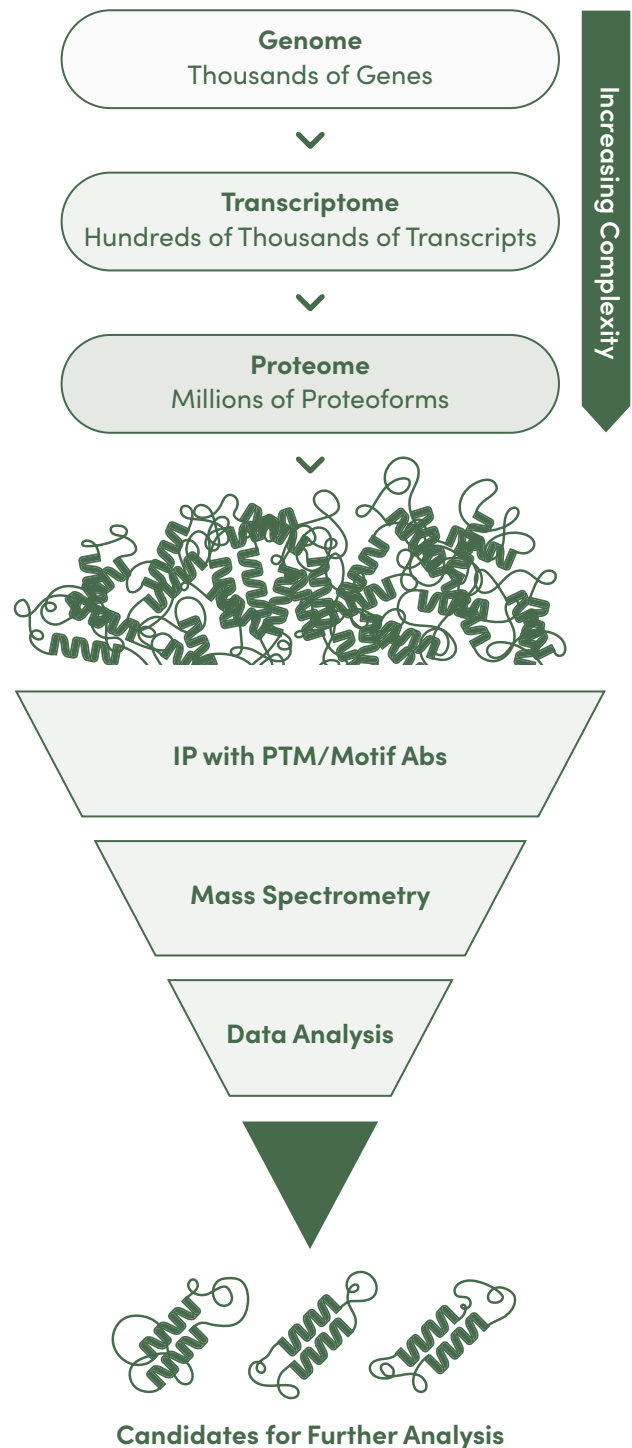 Genome
Thousands of Genes
Increasing Complexity
Transcriptome
Hundreds of Thousands of Transcripts
Proteome
Millions of Proteoforms
IP with PTM/Motif Abs
Mass Spectrometry
Data Analysis
Candidates for Further Analysis